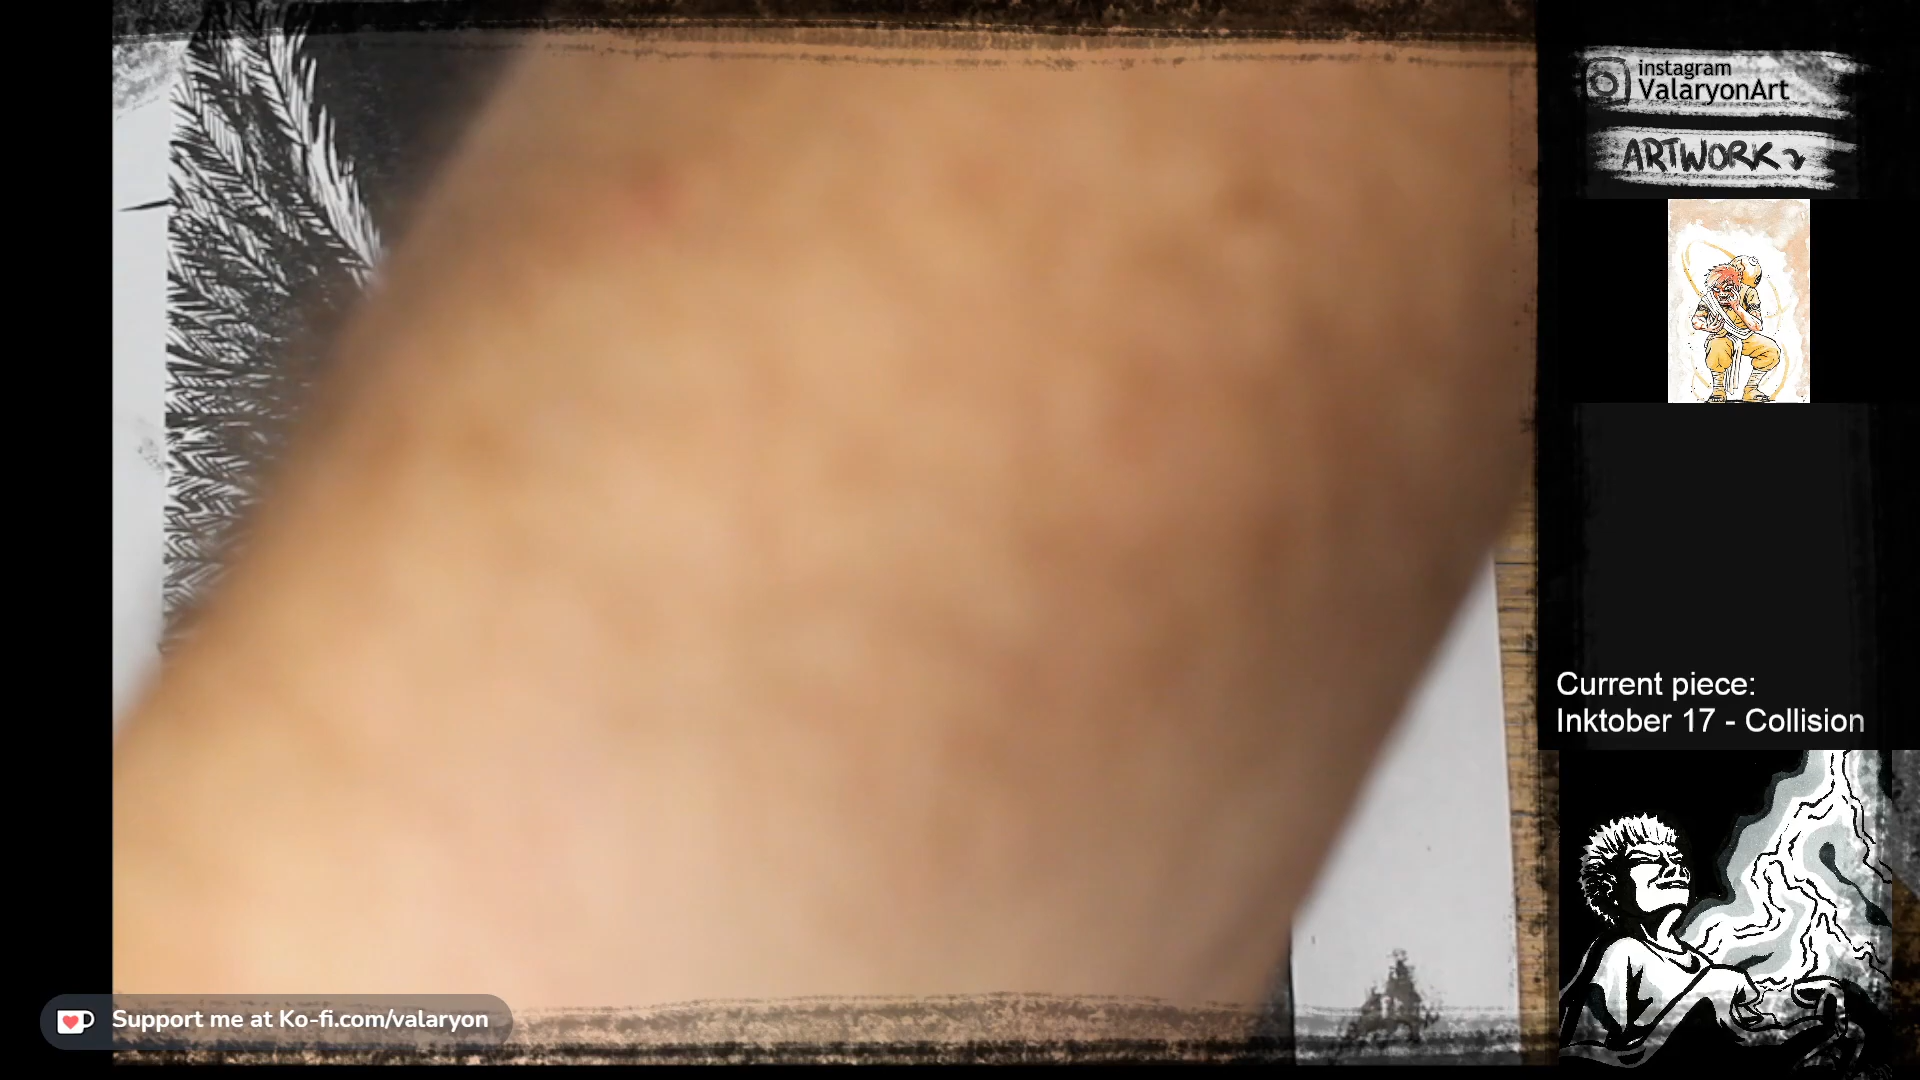 instagram
ValaryonArt
ARTWORK
Current piece:
Inktober 17 - Collision
Support me at Ko-fi.com/valaryon